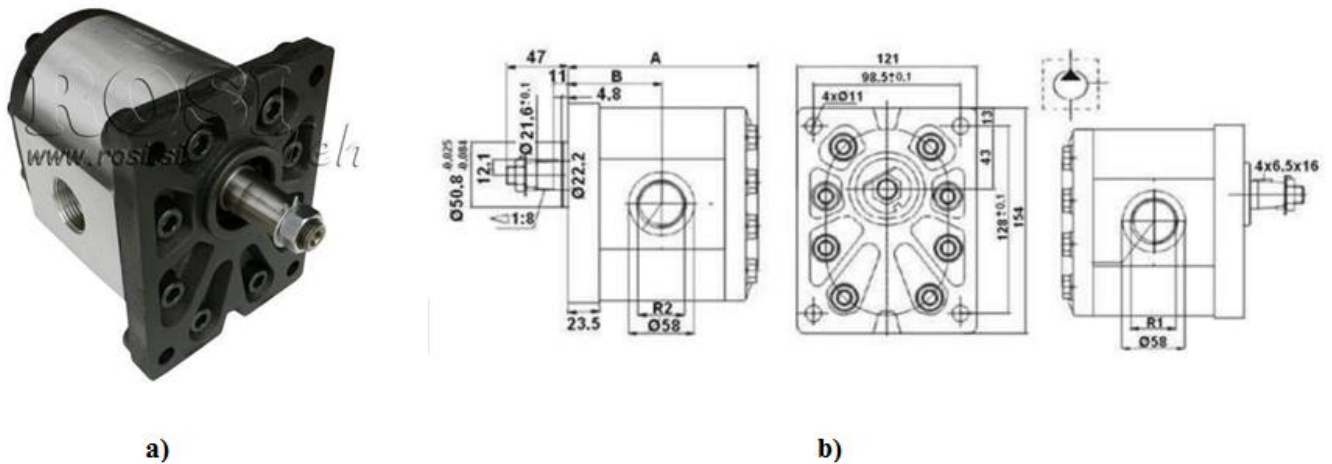 ROSI
www.rosi.si
teh
47
A
11
B
4.8
Ø21.6±0.1
Ø50.8 -0.025 -0.084
12.1
Ø22.2
◁1:8
R2
Ø58
23.5
121
98.5±0.1
4xØ11
13
43
128±0.1
154
4x6.5x16
R1
Ø58
a)
b)